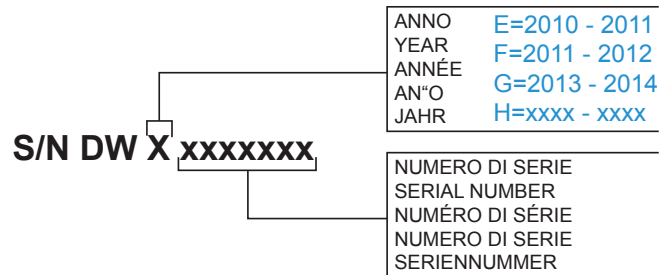 ANNO
YEAR
ANNÉE
AN“O
JAHR
E=2010 - 2011
F=2011 - 2012
G=2013 - 2014
H=xxxx - xxxx
S/N DW X xxxxxxx
NUMERO DI SERIE
SERIAL NUMBER
NUMÉRO DI SÉRIE
NUMERO DI SERIE
SERIENNUMMER